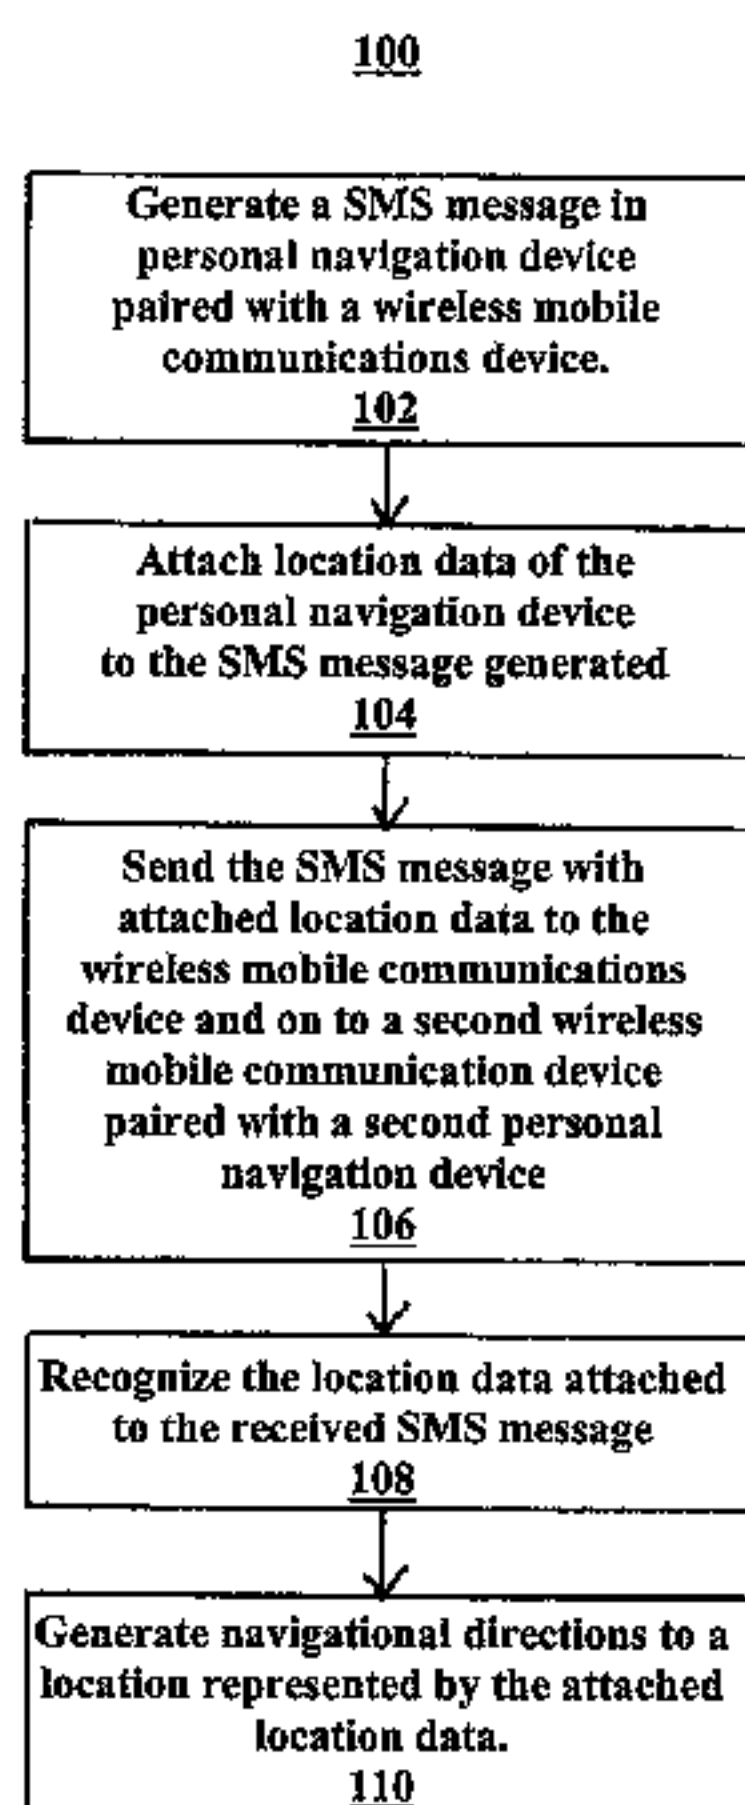 100
Generate a SMS message in
personal navigation device
paired with a wireless mobile
communications device.
102
Attach location data of the
personal navigation device
to the SMS message generated
104
Send the SMS message with
attached location data to the
wireless mobile communications
device and on to a second wireless
mobile communication device
paired with a second personal
navigation device
106
Recognize the location data attached
to the received SMS message
108
Generate navigational directions to a
location represented by the attached
location data.
110